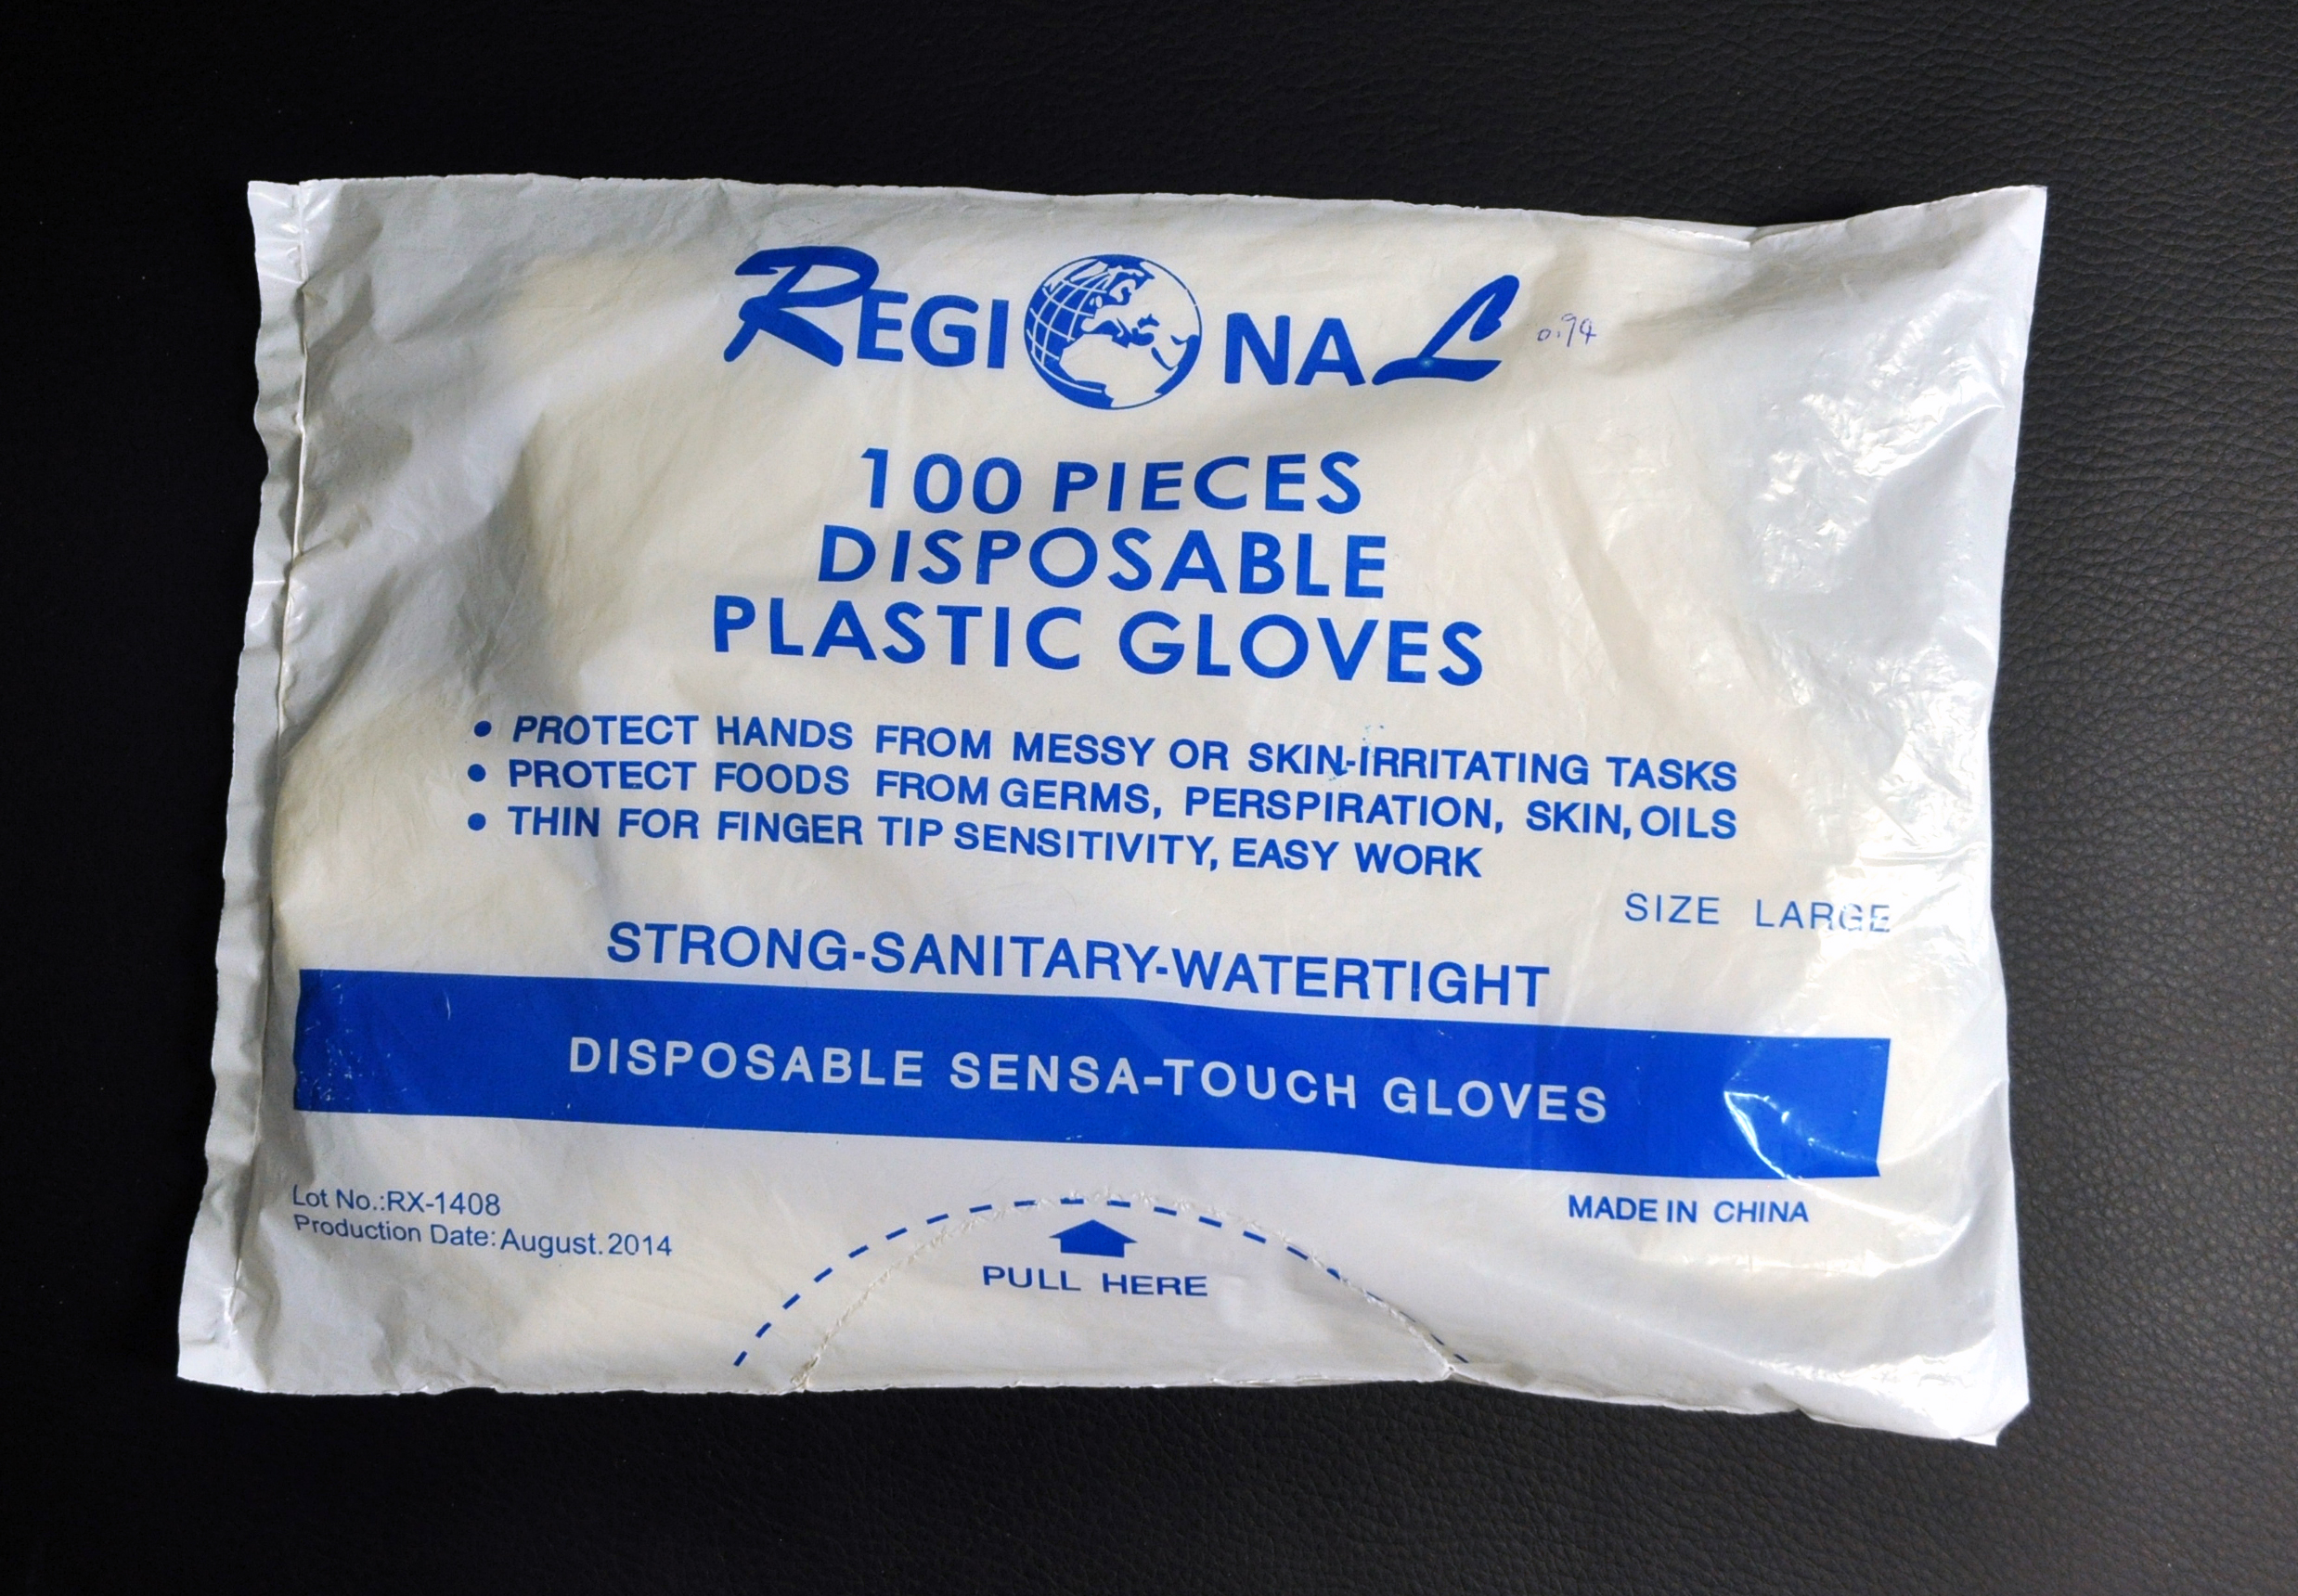 REGIONAL
0.94
100 PIECES
DISPOSABLE
PLASTIC GLOVES
• PROTECT HANDS FROM MESSY OR SKIN-IRRITATING TASKS
• PROTECT FOODS FROM GERMS, PERSPIRATION, SKIN, OILS
• THIN FOR FINGER TIP SENSITIVITY, EASY WORK
SIZE LARGE
STRONG-SANITARY-WATERTIGHT
DISPOSABLE SENSA-TOUCH GLOVES
Lot No.:RX-1408
Production Date: August. 2014
MADE IN CHINA
PULL HERE